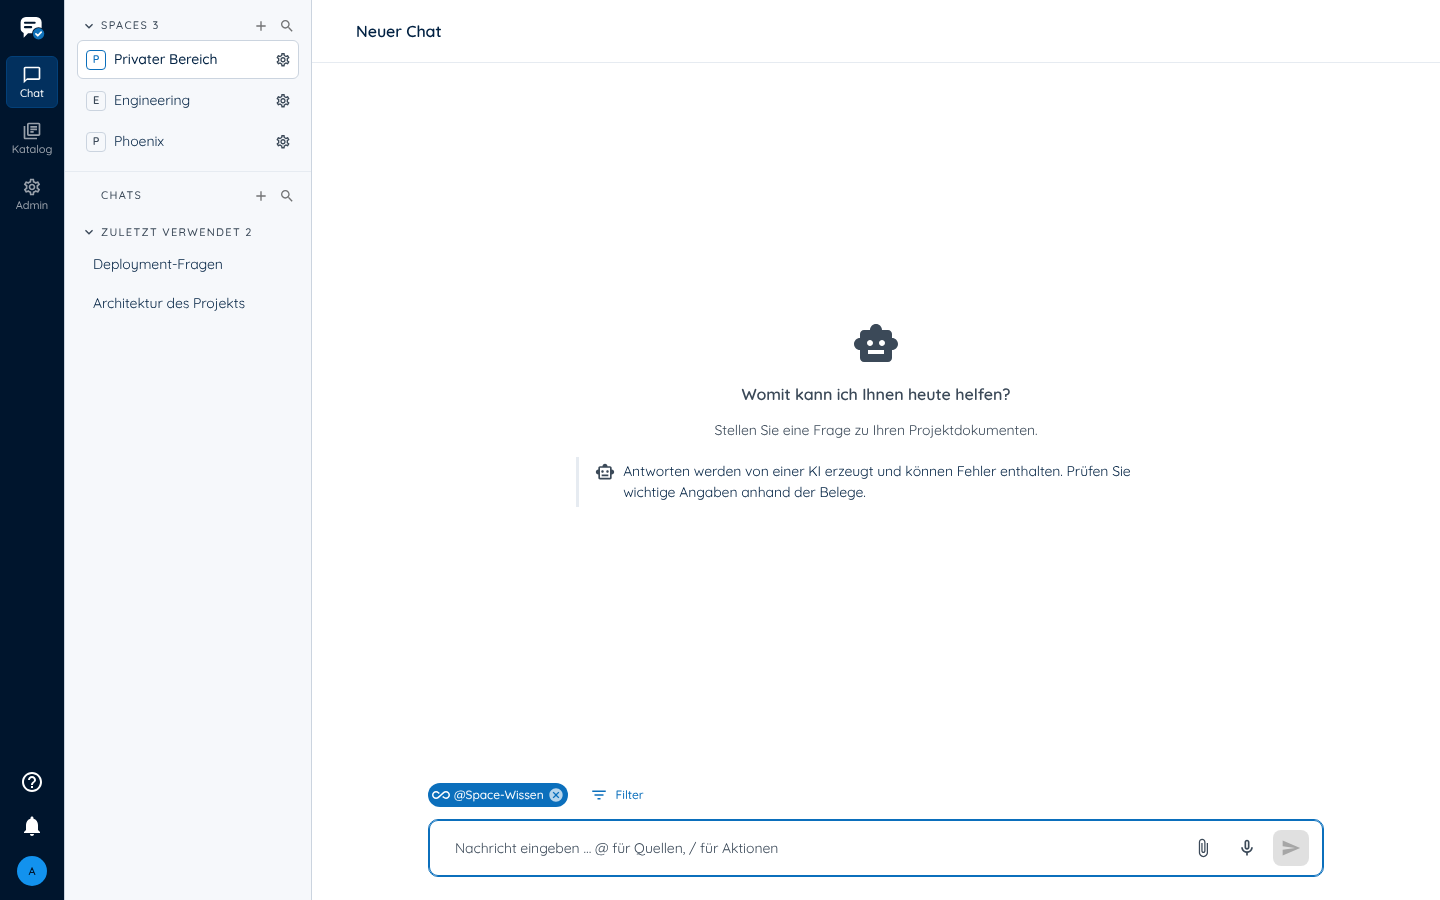 SPACES 3
P Privater Bereich
E Engineering
P Phoenix
Chat
Katalog
Admin
CHATS
ZULETZT VERWENDET 2
Deployment-Fragen
Architektur des Projekts
A
Neuer Chat
Womit kann ich Ihnen heute helfen?
Stellen Sie eine Frage zu Ihren Projektdokumenten.
Antworten werden von einer KI erzeugt und können Fehler enthalten. Prüfen Sie
wichtige Angaben anhand der Belege.
@Space-Wissen
Filter
Nachricht eingeben ... @ für Quellen, / für Aktionen